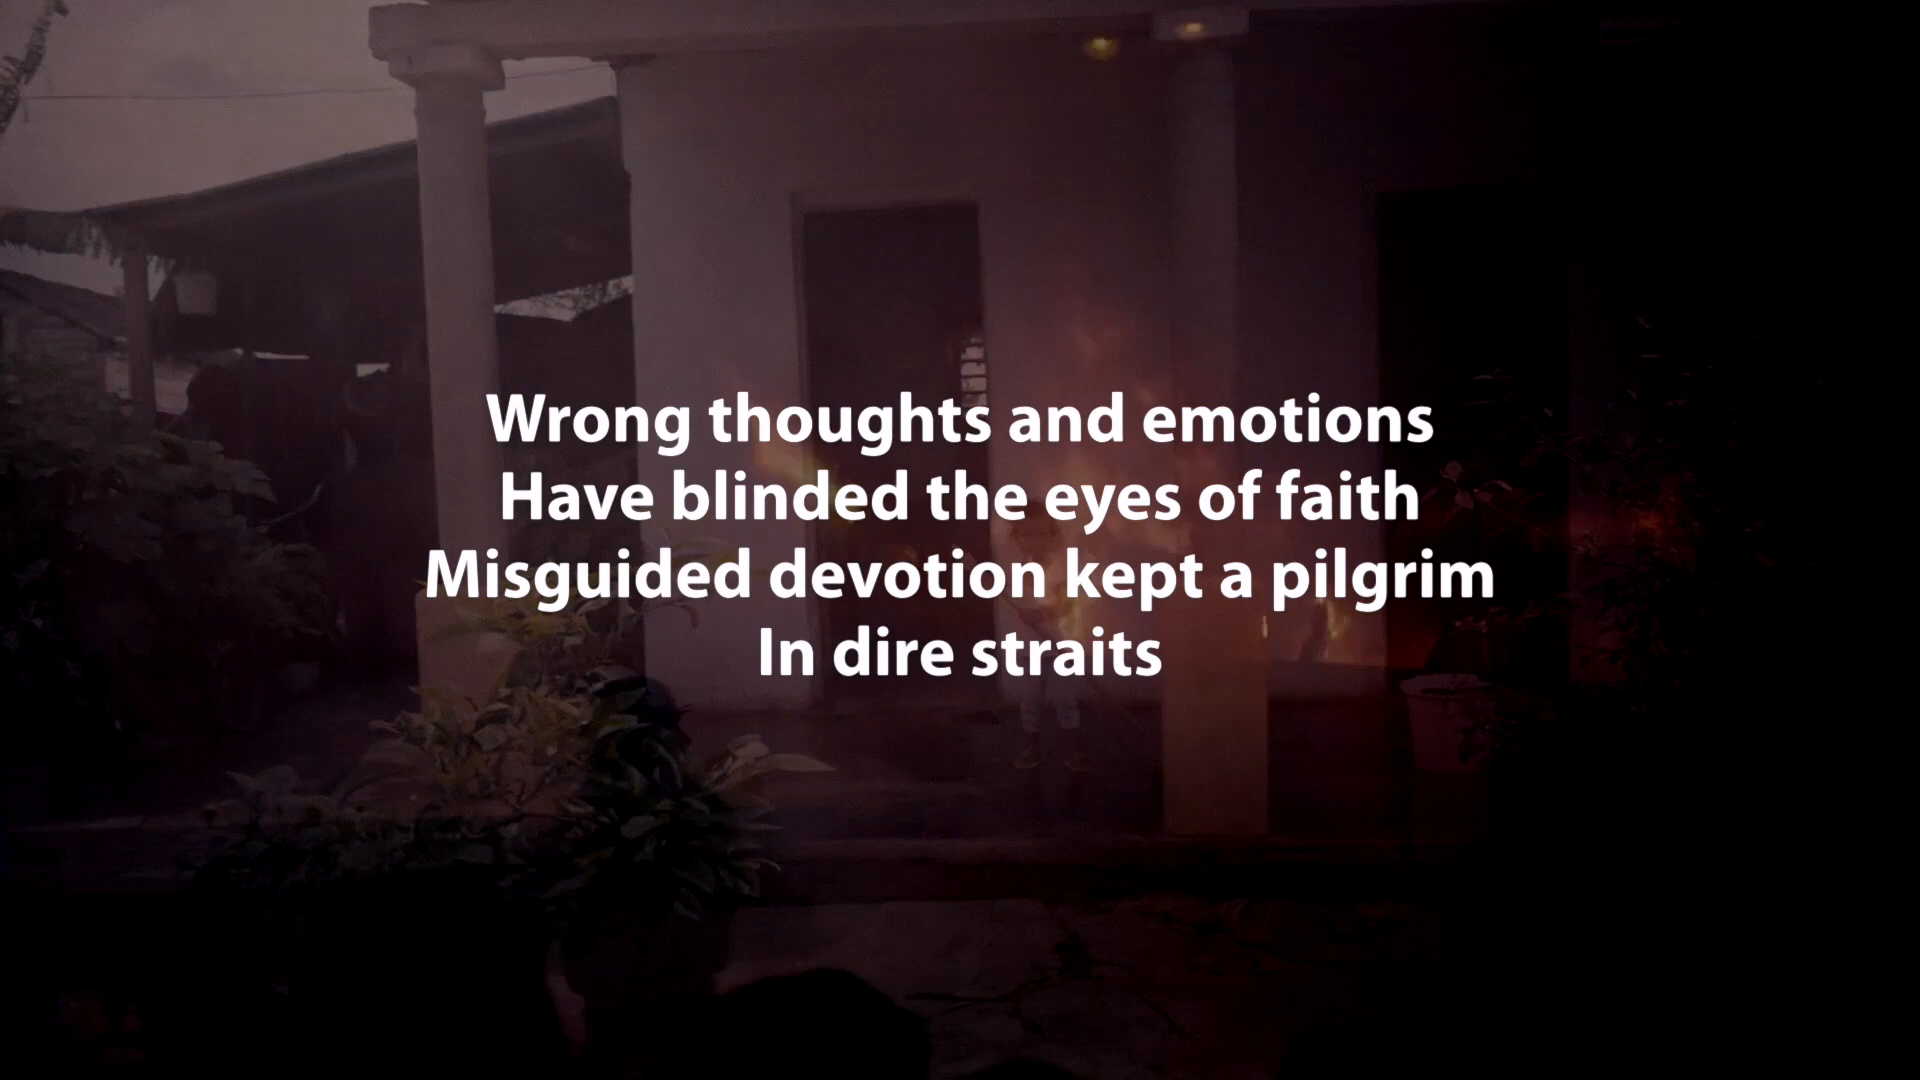 Wrong thoughts and emotions
Have blinded the eyes of faith
Misguided devotion kept a pilgrim
In dire straits